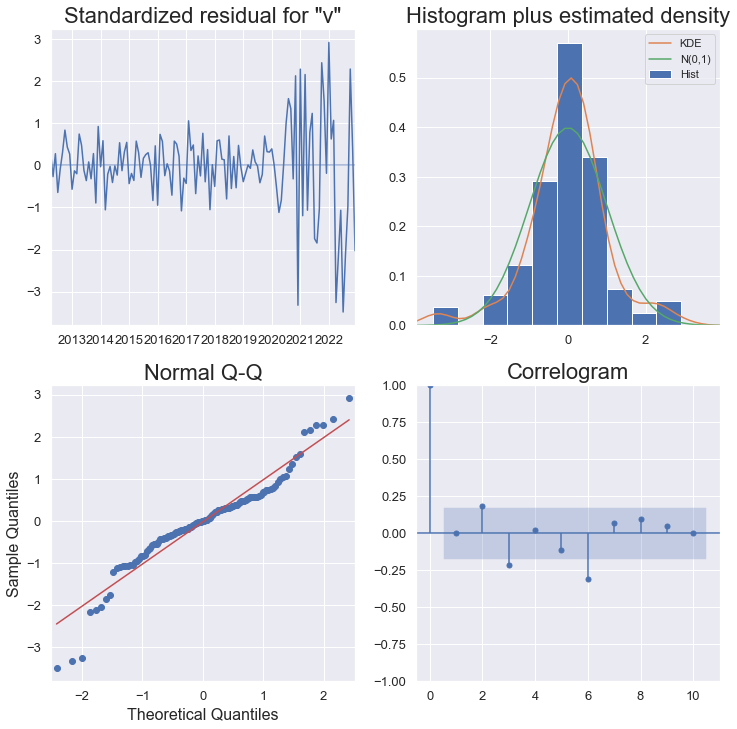 Standardized residual for "v"
3
2
1
0
−1
−2
−3
2013 2014 2015 2016 2017 2018 2019 2020 2021 2022
Histogram plus estimated density
KDE
N(0,1)
Hist
0.5
0.4
0.3
0.2
0.1
0.0
−2 0 2
Normal Q-Q
Sample Quantiles
3
2
1
0
−1
−2
−3
−2 −1 0 1 2
Theoretical Quantiles
Correlogram
1.00
0.75
0.50
0.25
0.00
−0.25
−0.50
−0.75
−1.00
0 2 4 6 8 10